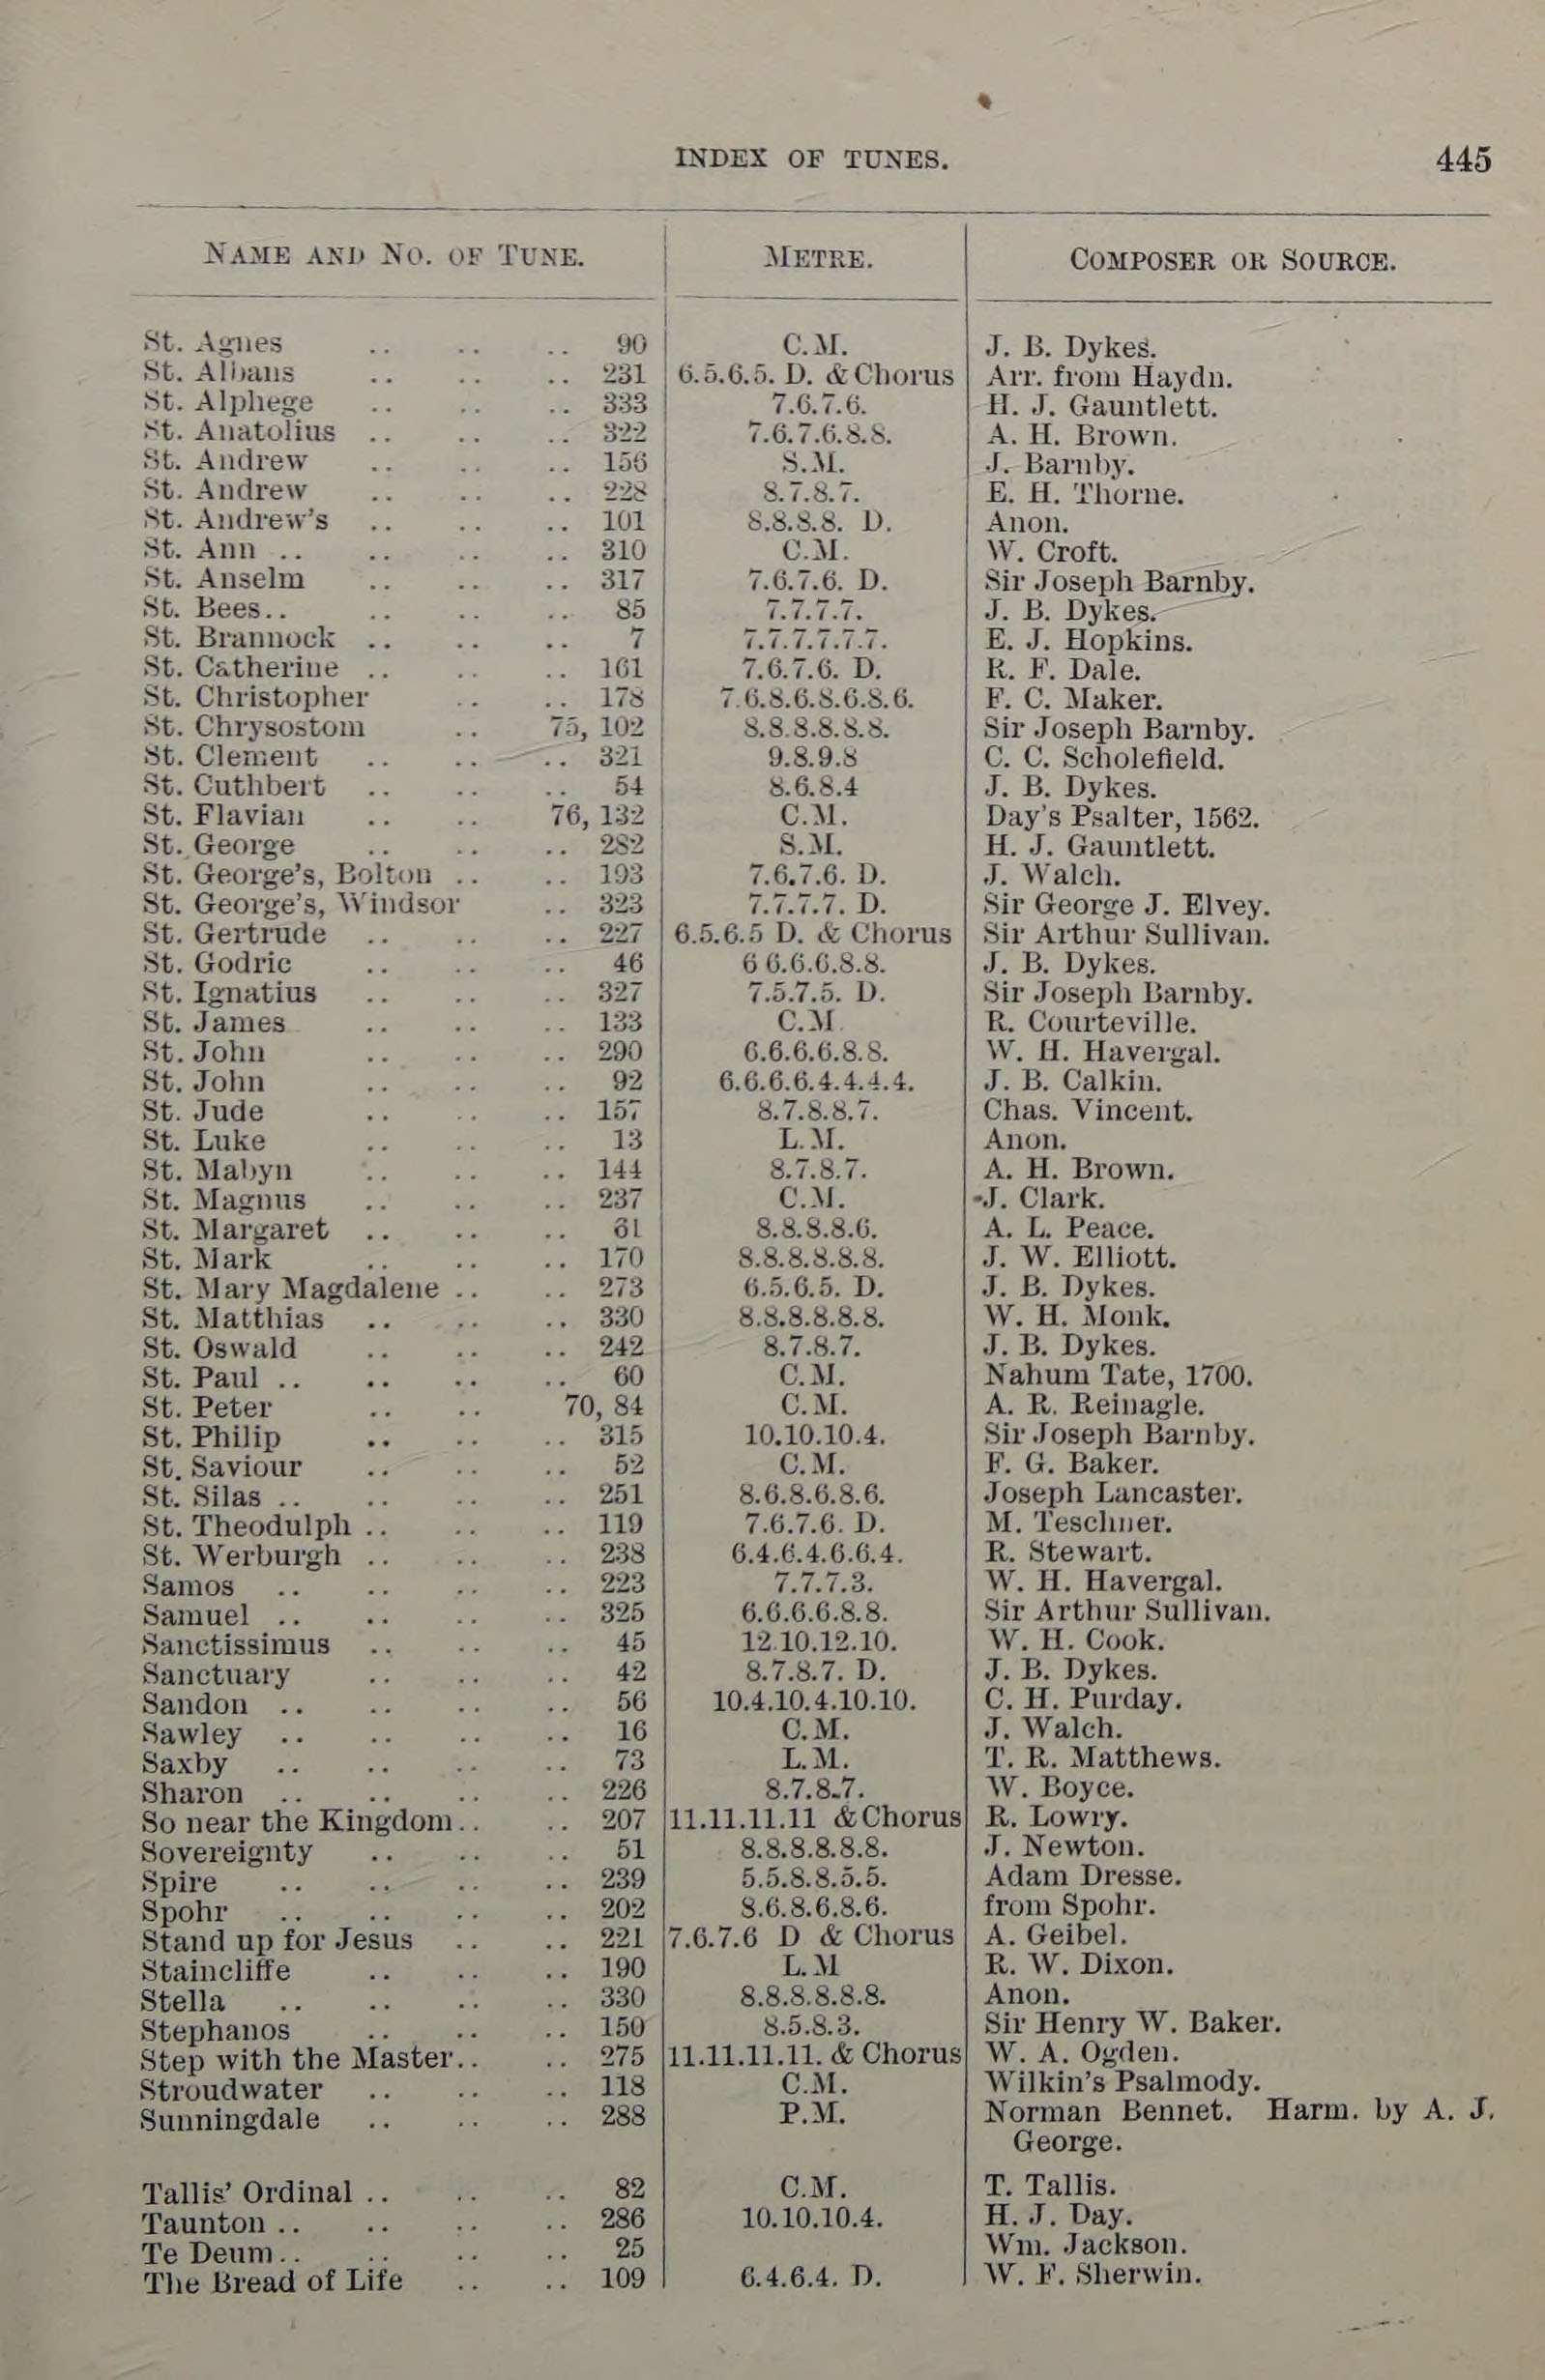 INDEX OF TUNES. 445
NAME AND NO. OF TUNE. METRE. COMPOSER OR SOURCE.
St. Agnes .. .. .. 90 C.M. J. B. Dykes.
St. Albans .. .. .. 231 6.5.6.5. D. & Chorus Arr. from Haydn.
St. Alphege .. .. .. 333 7.6.7.6. H. J. Gauntlett.
St. Anatolius .. .. .. 322 7.6.7.6.8.8. A. H. Brown.
St. Andrew .. .. .. 156 S.M. J. Barnby.
St. Andrew .. .. .. 228 8.7.8.7. E. H. Thorne.
St. Andrew's .. .. .. 101 8.8.8.8. D. Anon.
St. Ann .. .. .. .. 310 C.M. W. Croft.
St. Anselm .. .. .. 317 7.6.7.6. D. Sir Joseph Barnby.
St. Bees.. .. .. .. 85 7.7.7.7. J. B. Dykes.
St. Brannock .. .. .. 7 7.7.7.7.7.7. E. J. Hopkins.
St. Catherine .. .. .. 161 7.6.7.6. D. R. F. Dale.
St. Christopher .. .. 178 7.6.8.6.8.6.8.6. F. C. Maker.
St. Chrysostom .. 75, 102 8.8.8.8.8.8. Sir Joseph Barnby.
St. Clement .. .. .. 321 9.8.9.8 C. C. Scholefield.
St. Cuthbert .. .. .. 54 8.6.8.4 J. B. Dykes.
St. Flavian .. .. 76, 132 C.M. Day's Psalter, 1562.
St. George .. .. .. 282 S.M. H. J. Gauntlett.
St. George's, Bolton .. .. 193 7.6.7.6. D. J. Walch.
St. George's, Windsor .. 323 7.7.7.7. D. Sir George J. Elvey.
St. Gertrude .. .. .. 227 6.5.6.5 D. & Chorus Sir Arthur Sullivan.
St. Godric .. .. .. 46 6 6.6.6.8.8. J. B. Dykes.
St. Ignatius .. .. .. 327 7.5.7.5. D. Sir Joseph Barnby.
St. James .. .. .. 133 C.M R. Courteville.
St. John .. .. .. 290 6.6.6.6.8.8. W. H. Havergal.
St. John .. .. .. 92 6.6.6.6.4.4.4.4. J. B. Calkin.
St. Jude .. .. .. 157 8.7.8.8.7. Chas. Vincent.
St. Luke .. .. .. 13 L.M. Anon.
St. Mabyn .. .. .. 144 8.7.8.7. A. H. Brown.
St. Magnus .. .. .. 237 C.M. J. Clark.
St. Margaret .. .. .. 61 8.8.8.8.6. A. L. Peace.
St. Mark .. .. .. 170 8.8.8.8.8.8. J. W. Elliott.
St. Mary Magdalene .. .. 273 6.5.6.5. D. J. B. Dykes.
St. Matthias .. .. .. 330 8.8.8.8.8.8. W. H. Monk.
St. Oswald .. .. .. 242 8.7.8.7. J. B. Dykes.
St. Paul .. .. .. .. 60 C.M. Nahum Tate, 1700.
St. Peter .. .. 70, 84 C.M. A. R. Reinagle.
St. Philip .. .. .. 315 10.10.10.4. Sir Joseph Barnby.
St. Saviour .. .. .. 52 C.M. F. G. Baker.
St. Silas .. .. .. .. 251 8.6.8.6.8.6. Joseph Lancaster.
St. Theodulph .. .. .. 119 7.6.7.6. D. M. Teschner.
St. Werburgh .. .. .. 238 6.4.6.4.6.6.4. R. Stewart.
Samos .. .. .. .. 223 7.7.7.3. W. H. Havergal.
Samuel .. .. .. .. 325 6.6.6.6.8.8. Sir Arthur Sullivan.
Sanctissimus .. .. .. 45 12.10.12.10. W. H. Cook.
Sanctuary .. .. .. 42 8.7.8.7. D. J. B. Dykes.
Sandon .. .. .. .. 56 10.4.10.4.10.10. C. H. Purday.
Sawley .. .. .. .. 16 C.M. J. Walch.
Saxby .. .. .. .. 73 L.M. T. R. Matthews.
Sharon .. .. .. .. 226 8.7.8.7. W. Boyce.
So near the Kingdom.. .. 207 11.11.11.11 & Chorus R. Lowry.
Sovereignty .. .. .. 51 8.8.8.8.8.8. J. Newton.
Spire .. .. .. .. 239 5.5.8.8.5.5. Adam Dresse.
Spohr .. .. .. .. 202 8.6.8.6.8.6. from Spohr.
Stand up for Jesus .. .. 221 7.6.7.6 D & Chorus A. Geibel.
Staincliffe .. .. .. 190 L.M R. W. Dixon.
Stella .. .. .. .. 330 8.8.8.8.8.8. Anon.
Stephanos .. .. .. 150 8.5.8.3. Sir Henry W. Baker.
Step with the Master.. .. 275 11.11.11.11. & Chorus W. A. Ogden.
Stroudwater .. .. .. 118 C.M. Wilkin's Psalmody.
Sunningdale .. .. .. 288 P.M. Norman Bennet. Harm. by A. J.
George.
Tallis' Ordinal .. .. .. 82 C.M. T. Tallis.
Taunton .. .. .. .. 286 10.10.10.4. H. J. Day.
Te Deum.. .. .. .. 25 Wm. Jackson.
The Bread of Life .. .. 109 6.4.6.4. D. W. F. Sherwin.